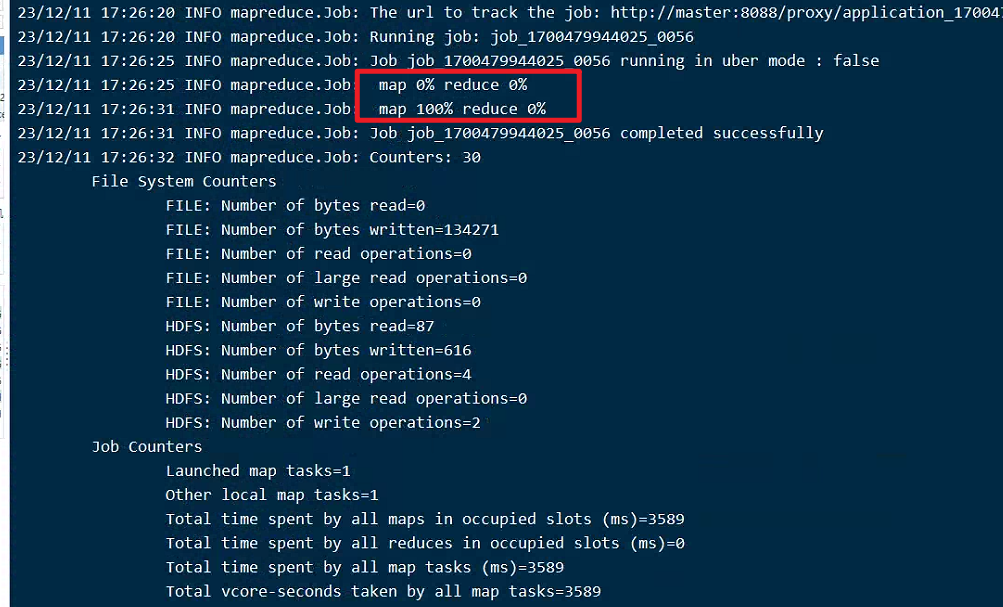 23/12/11 17:26:20 INFO mapreduce.Job: The url to track the job: http://master:8088/proxy/application_17004
23/12/11 17:26:20 INFO mapreduce.Job: Running job: job_1700479944025_0056
23/12/11 17:26:25 INFO mapreduce.Job: Job job_1700479944025_0056 running in uber mode : false
23/12/11 17:26:25 INFO mapreduce.Job: map 0% reduce 0%
23/12/11 17:26:31 INFO mapreduce.Job: map 100% reduce 0%
23/12/11 17:26:31 INFO mapreduce.Job: Job job_1700479944025_0056 completed successfully
23/12/11 17:26:32 INFO mapreduce.Job: Counters: 30
File System Counters
FILE: Number of bytes read=0
FILE: Number of bytes written=134271
FILE: Number of read operations=0
FILE: Number of large read operations=0
FILE: Number of write operations=0
HDFS: Number of bytes read=87
HDFS: Number of bytes written=616
HDFS: Number of read operations=4
HDFS: Number of large read operations=0
HDFS: Number of write operations=2
Job Counters
Launched map tasks=1
Other local map tasks=1
Total time spent by all maps in occupied slots (ms)=3589
Total time spent by all reduces in occupied slots (ms)=0
Total time spent by all map tasks (ms)=3589
Total vcore-seconds taken by all map tasks=3589